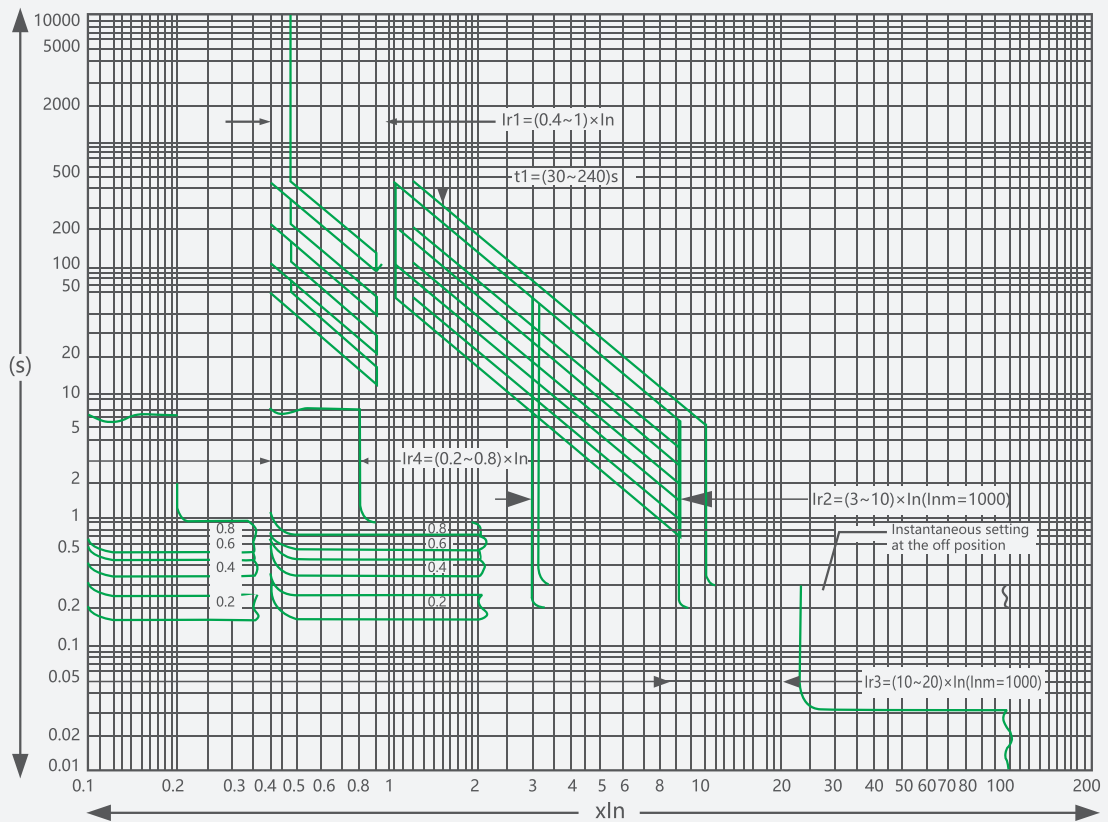 10000
5000
2000
500
200
100
50
20
10
5
2
1
0.5
0.2
0.1
0.05
0.02
0.01
(s)
Ir1=(0.4~1)×In
t1=(30~240)s
Ir4=(0.2~0.8)×In
Ir2=(3~10)×In(Inm=1000)
Instantaneous setting
at the off position
0.8
0.6
0.4
0.2
0.8
0.6
0.4
0.2
Ir3=(10~20)×In(Inm=1000)
0.1 0.2 0.3 0.4 0.5 0.6 0.8 1 2 3 4 5 6 8 10 20 30 40 50 60 70 80 100 200
xIn